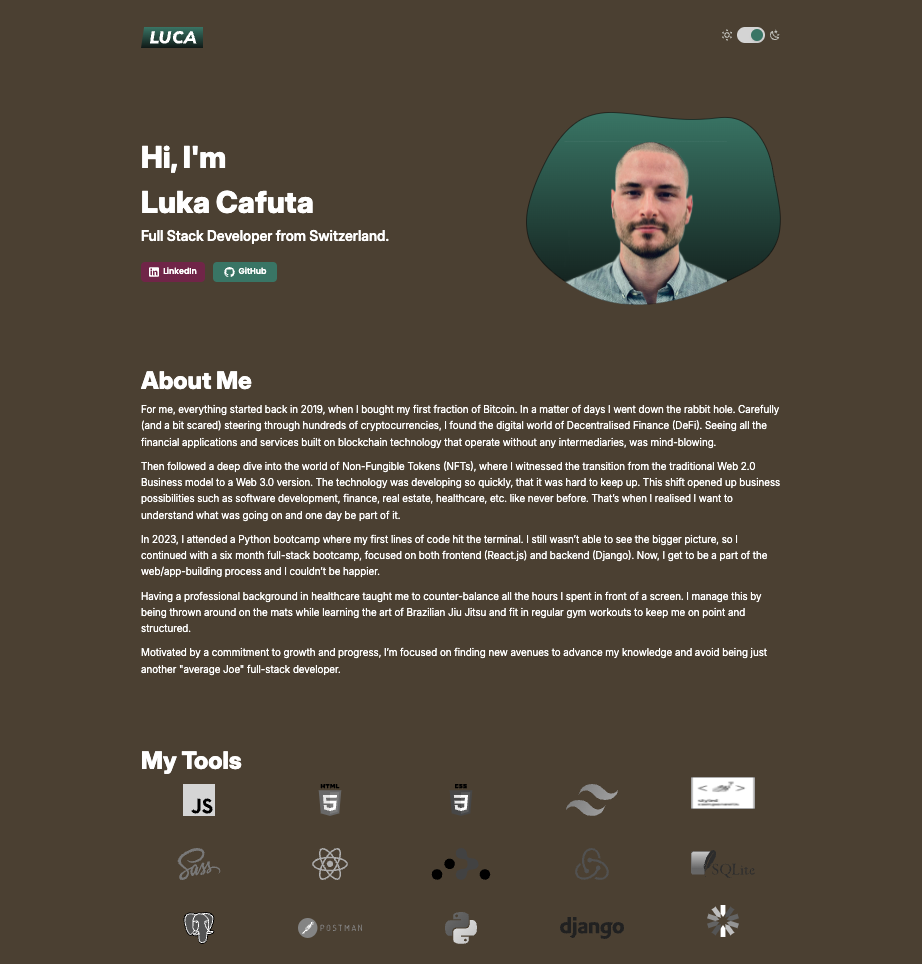 LUCA
Hi, I'm
Luka Cafuta
Full Stack Developer from Switzerland.
LinkedIn GitHub
About Me
For me, everything started back in 2019, when I bought my first fraction of Bitcoin. In a matter of days I went down the rabbit hole. Carefully
(and a bit scared) steering through hundreds of cryptocurrencies, I found the digital world of Decentralised Finance (DeFi). Seeing all the
financial applications and services built on blockchain technology that operate without any intermediaries, was mind-blowing.
Then followed a deep dive into the world of Non-Fungible Tokens (NFTs), where I witnessed the transition from the traditional Web 2.0
Business model to a Web 3.0 version. The technology was developing so quickly, that it was hard to keep up. This shift opened up business
possibilities such as software development, finance, real estate, healthcare, etc. like never before. That's when I realised I want to
understand what was going on and one day be part of it.
In 2023, I attended a Python bootcamp where my first lines of code hit the terminal. I still wasn't able to see the bigger picture, so I
continued with a six month full-stack bootcamp, focused on both frontend (React.js) and backend (Django). Now, I get to be a part of the
web/app-building process and I couldn't be happier.
Having a professional background in healthcare taught me to counter-balance all the hours I spent in front of a screen. I manage this by
being thrown around on the mats while learning the art of Brazilian Jiu Jitsu and fit in regular gym workouts to keep me on point and
structured.
Motivated by a commitment to growth and progress, I'm focused on finding new avenues to advance my knowledge and avoid being just
another "average Joe" full-stack developer.
My Tools
JS HTML 5 CSS 3
Sass SQLite
POSTMAN django